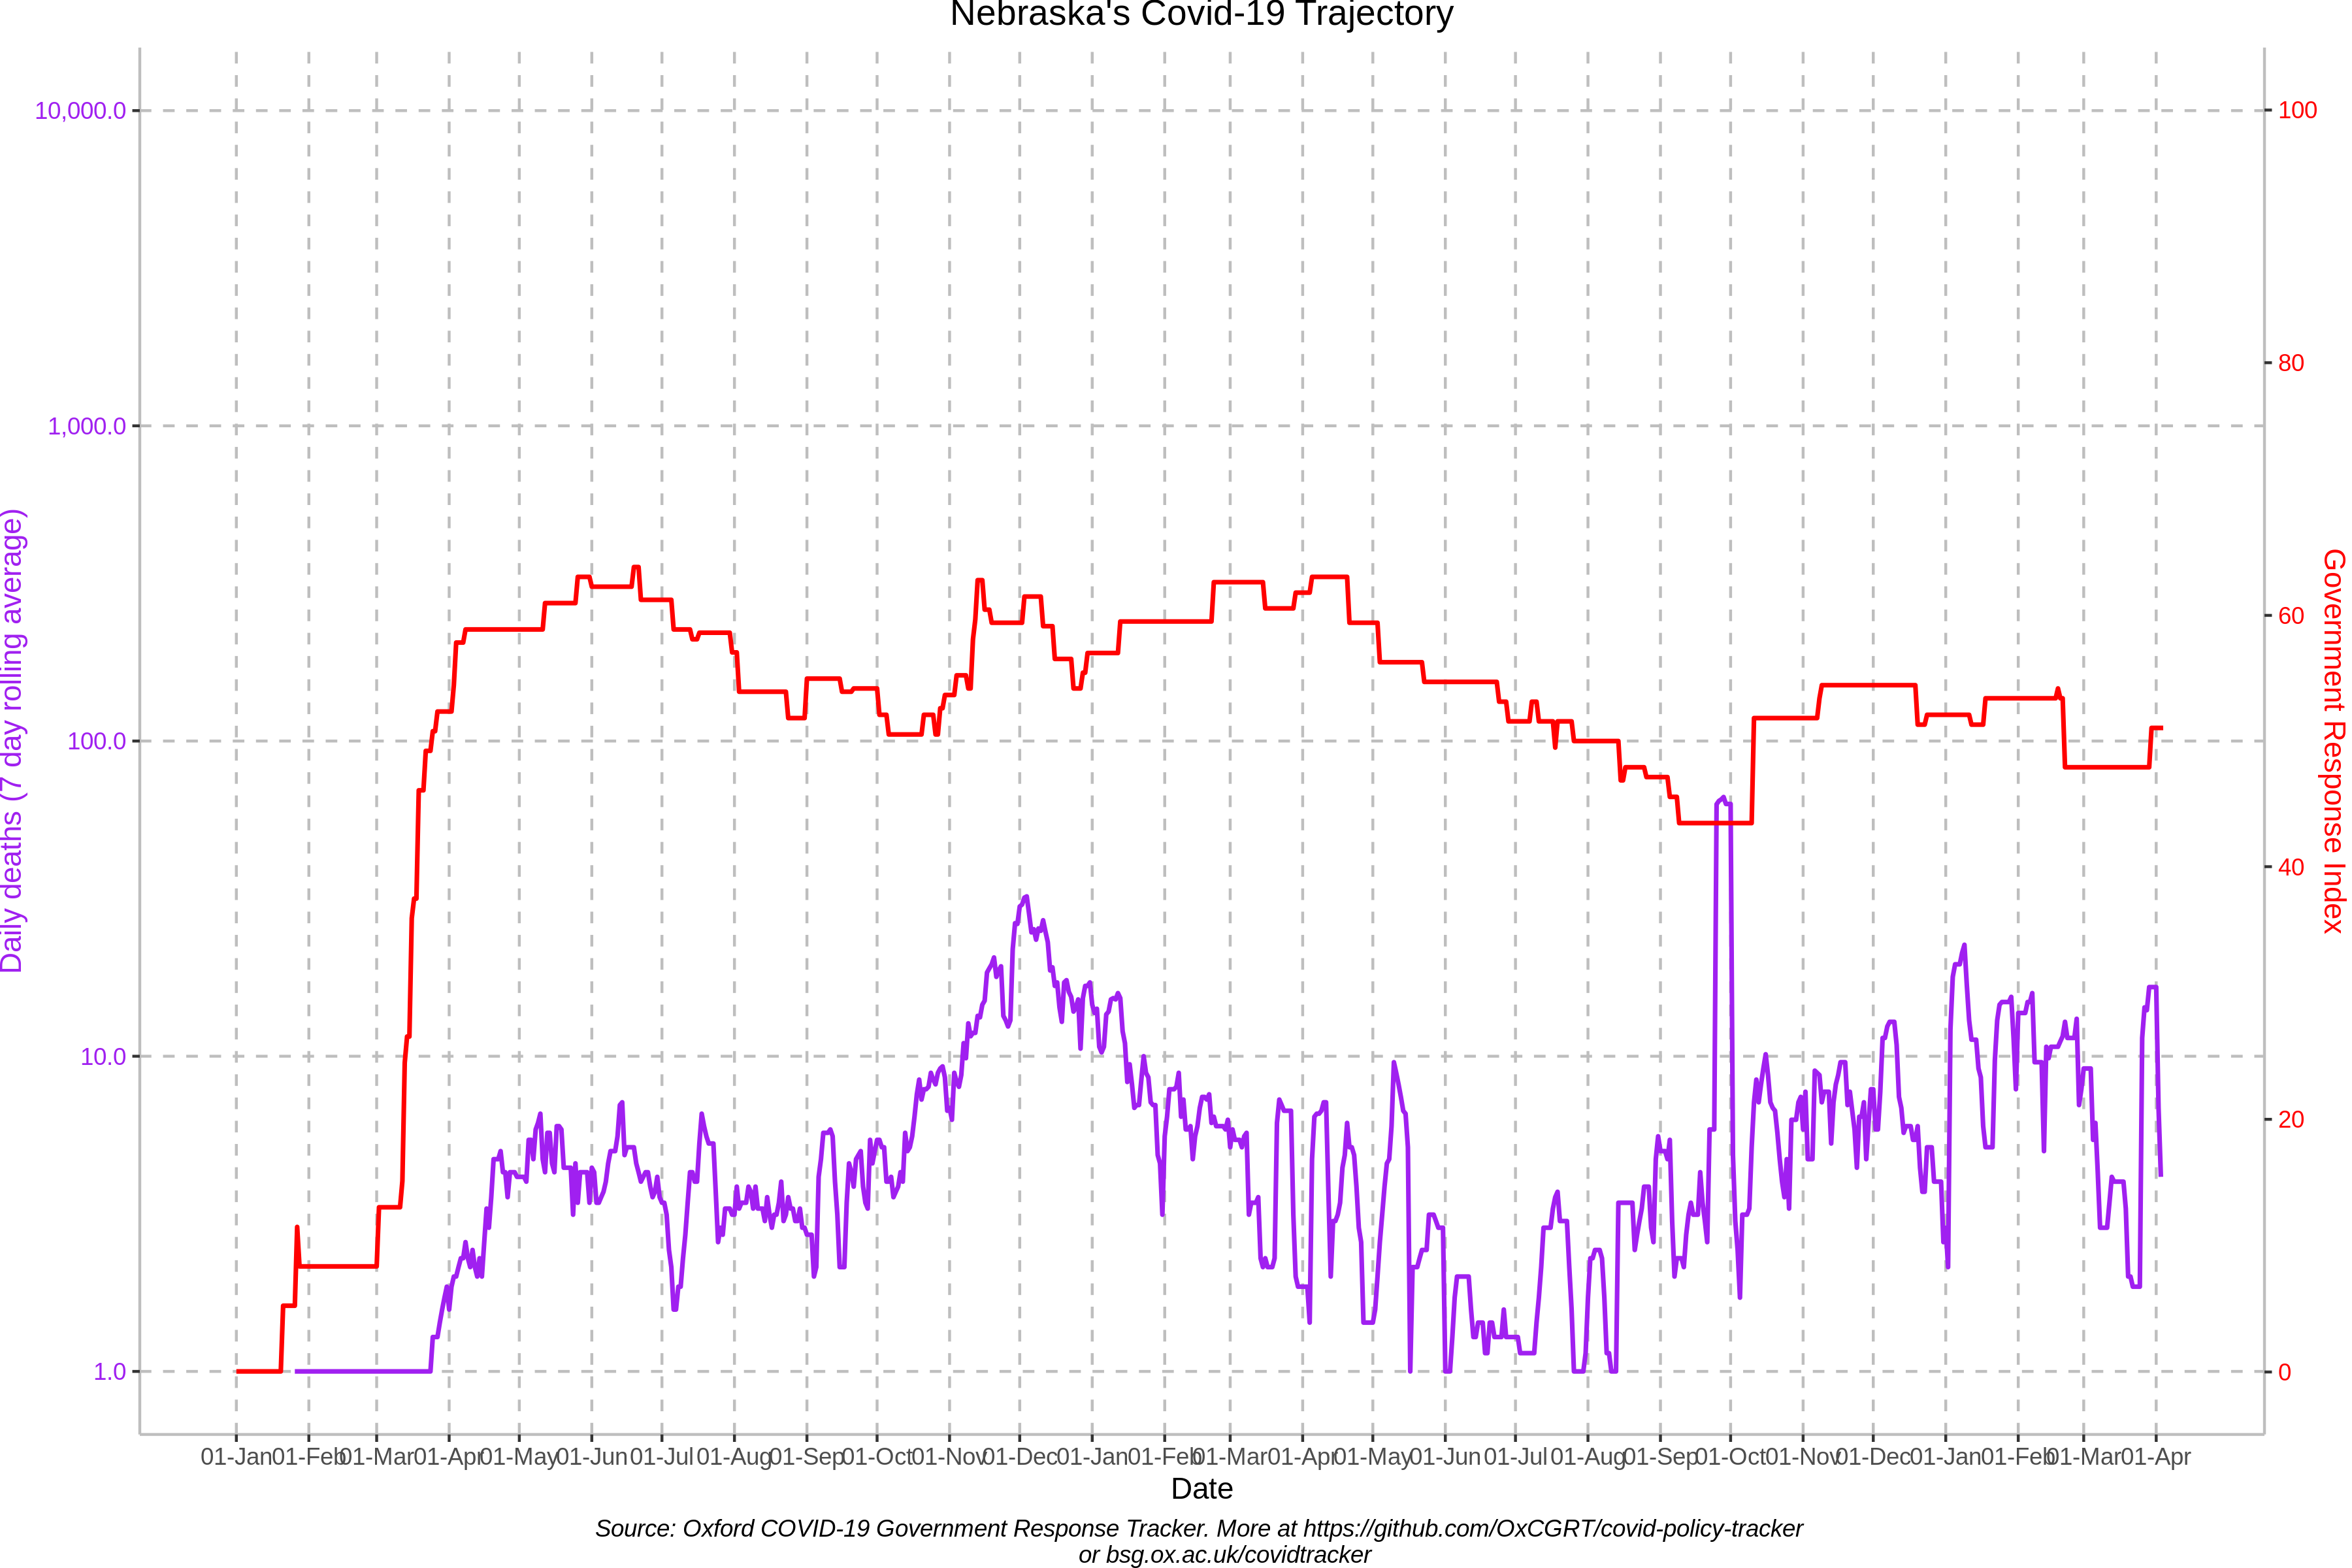 Nebraska's Covid-19 Trajectory
10,000.0
1,000.0
100.0
10.0
1.0
Daily deaths (7 day rolling average)
100
80
60
40
20
0
Government Response Index
01-Jan 01-Feb 01-Mar 01-Apr 01-May 01-Jun 01-Jul 01-Aug 01-Sep 01-Oct 01-Nov 01-Dec 01-Jan 01-Feb 01-Mar 01-Apr 01-May 01-Jun 01-Jul 01-Aug 01-Sep 01-Oct 01-Nov 01-Dec 01-Jan 01-Feb 01-Mar 01-Apr
Date
Source: Oxford COVID-19 Government Response Tracker. More at https://github.com/OxCGRT/covid-policy-tracker
or bsg.ox.ac.uk/covidtracker